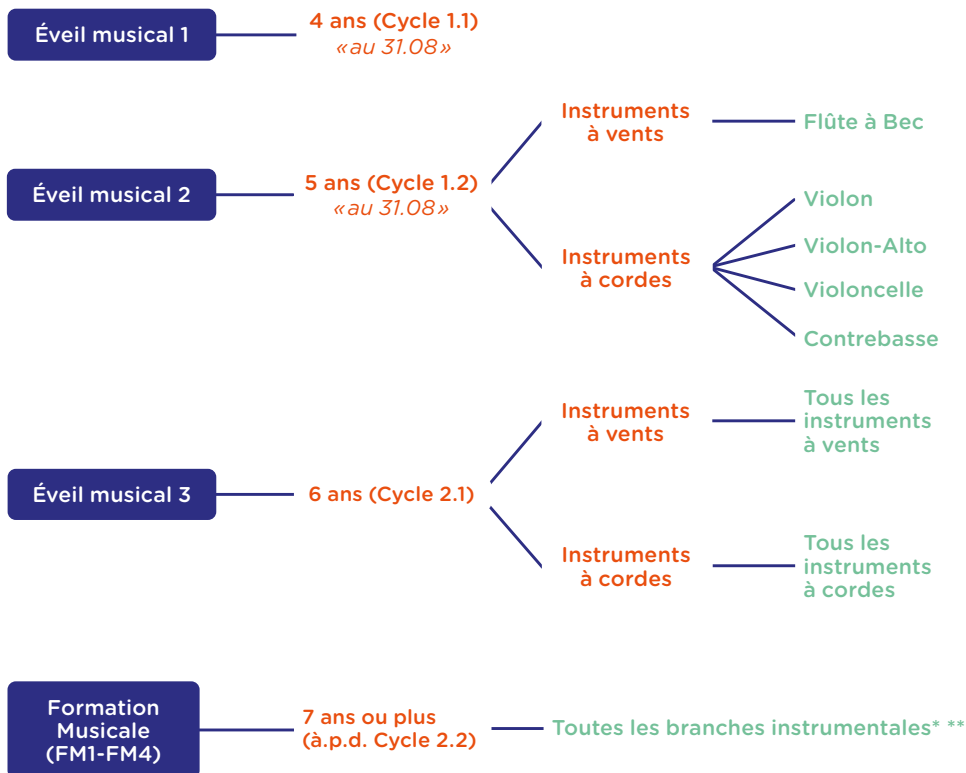 Éveil musical 1
4 ans (Cycle 1.1)
«au 31.08»
Éveil musical 2
5 ans (Cycle 1.2)
«au 31.08»
Instruments
à vents
Flûte à Bec
Instruments
à cordes
Violon
Violon-Alto
Violoncelle
Contrebasse
Éveil musical 3
6 ans (Cycle 2.1)
Instruments
à vents
Tous les
instruments
à vents
Instruments
à cordes
Tous les
instruments
à cordes
Formation
Musicale
(FM1-FM4)
7 ans ou plus
(à.p.d. Cycle 2.2)
Toutes les branches instrumentales* **